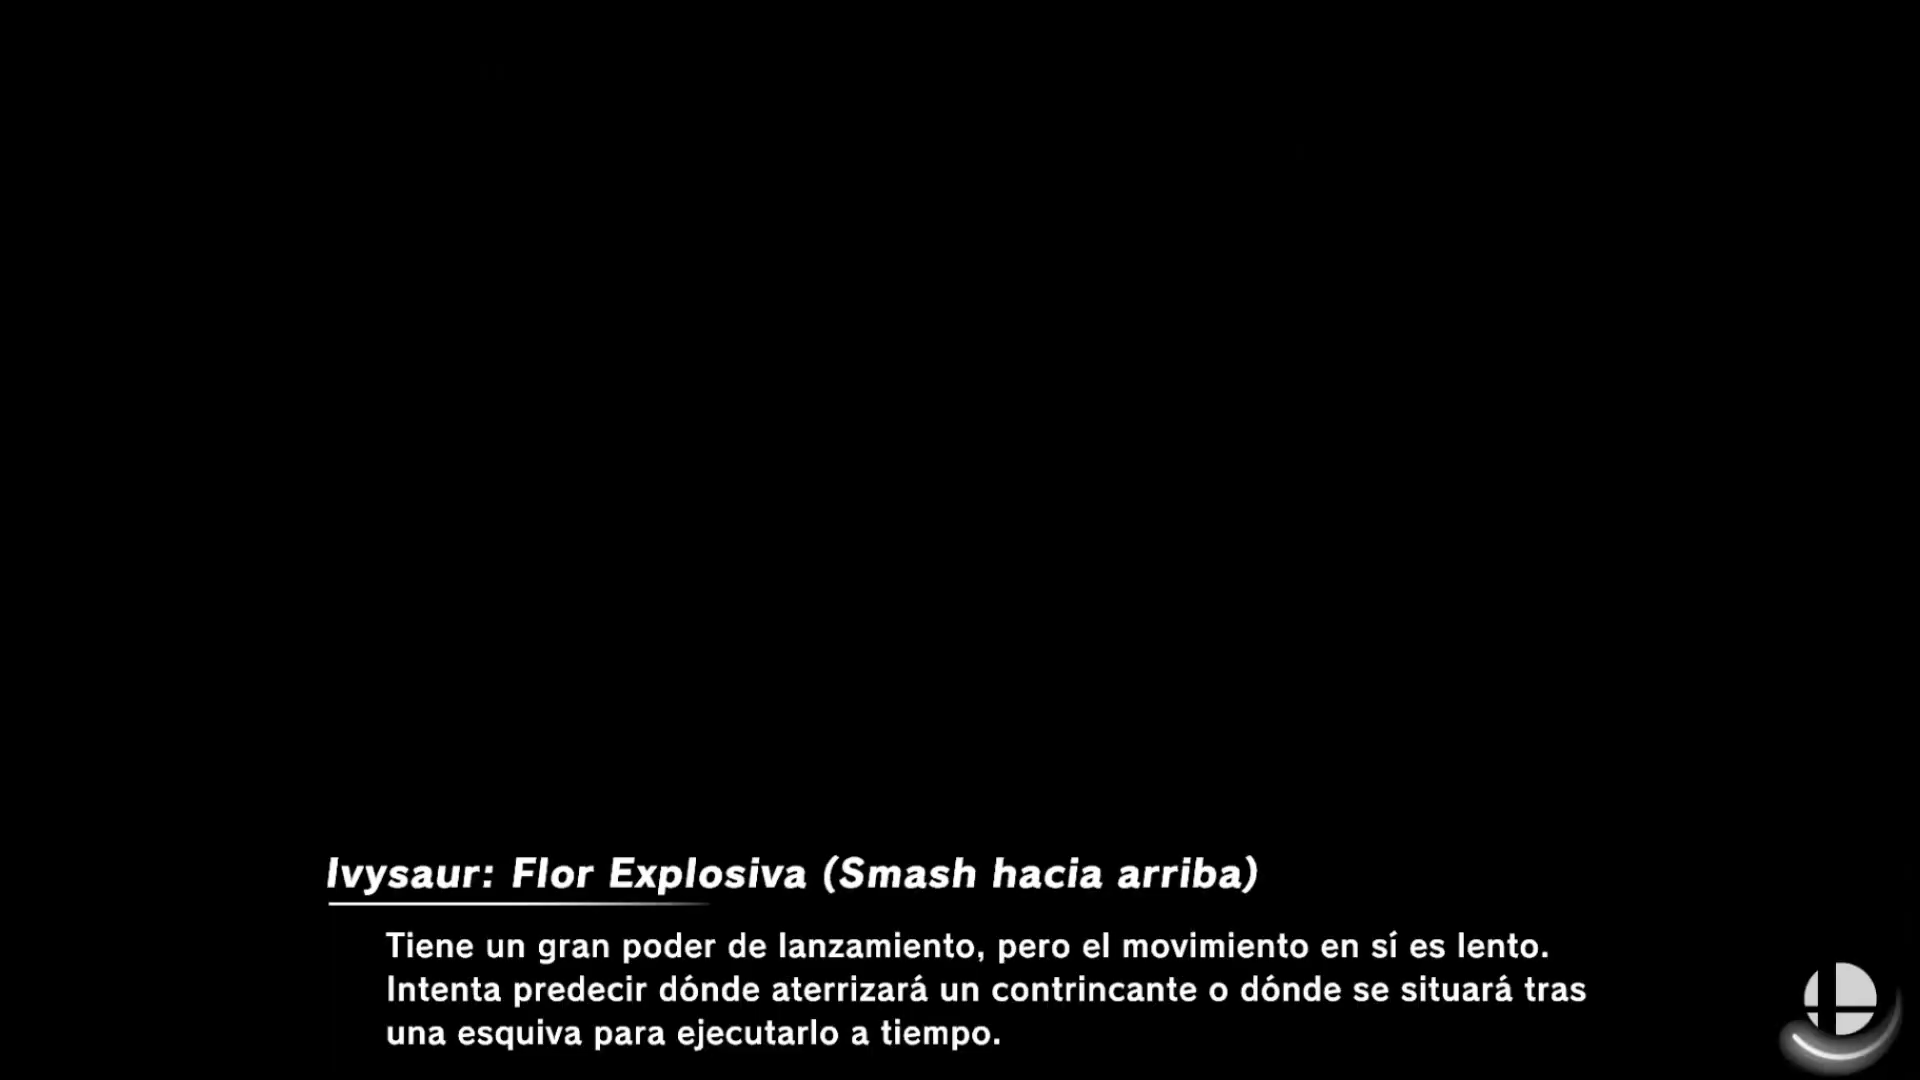 Ivysaur: Flor Explosiva (Smash hacia arriba)
Tiene un gran poder de lanzamiento, pero el movimiento en sí es lento.
Intenta predecir dónde aterrizará un contrincante o dónde se situará tras
una esquiva para ejecutarlo a tiempo.